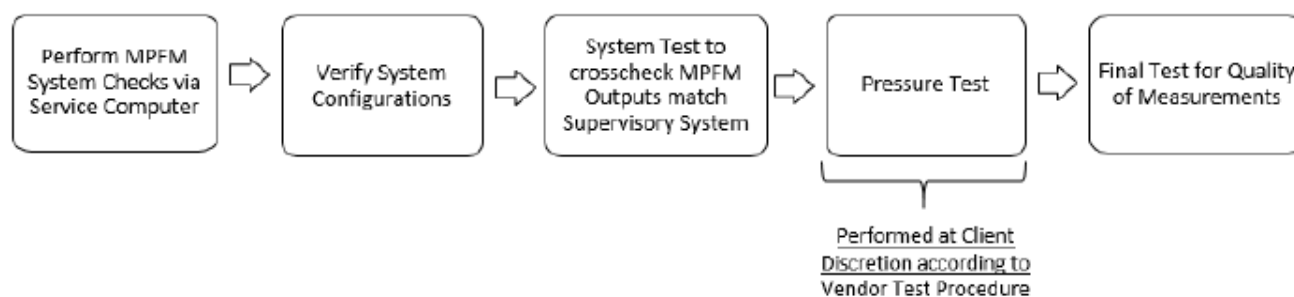 Perform MPFM
System Checks via
Service Computer
Verify System
Configurations
System Test to
crosscheck MPFM
Outputs match
Supervisory System
Pressure Test
Final Test for Quality
of Measurements
Performed at Client
Discretion according to
Vendor Test Procedure